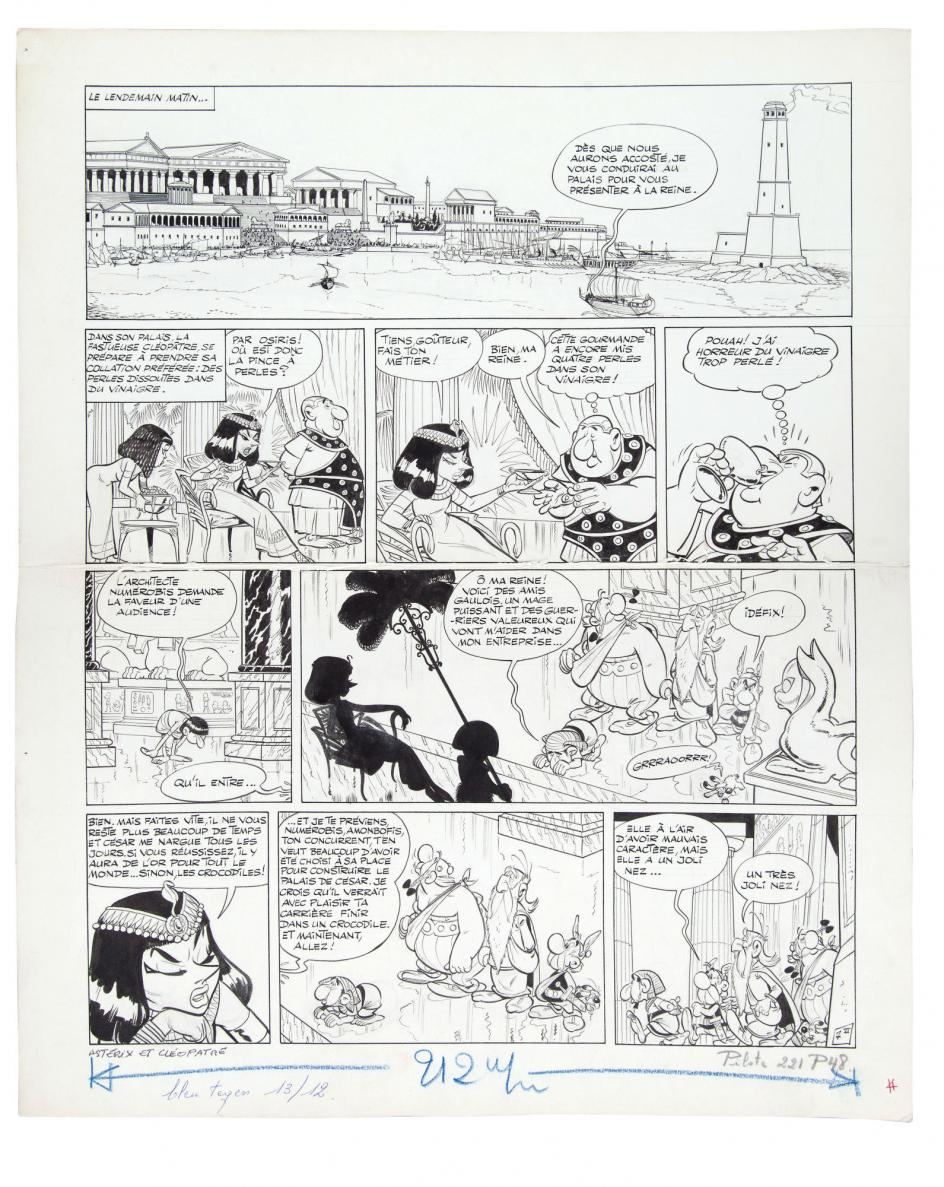 LE LENDEMAIN MATIN...
DÈS QUE NOUS
AURONS ACCOSTÉ, JE
VOUS CONDUIRAI AU
PALAIS POUR VOUS
PRÉSENTER À LA REINE.
DANS SON PALAIS, LA
FASTUEUSE CLÉOPÂTRE, SE
PRÉPARE À PRENDRE SA
COLLATION PRÉFÉRÉE: DES
PERLES DISSOUTES DANS
DU VINAIGRE.
PAR OSIRIS!
OÙ EST DONC
LA PINCE À
PERLES?
TIENS, GOÛTEUR,
FAIS TON
MÉTIER!
BIEN, MA
REINE.
CETTE GOURMANDE
A ENCORE MIS
QUATRE PERLES
DANS SON
VINAIGRE!
POUAH! J'AI
HORREUR DU VINAIGRE
TROP PERLÉ!
L'ARCHITECTE
NUMÉROBIS DEMANDE
LA FAVEUR D'UNE
AUDIENCE!
QU'IL ENTRE...
Ô MA REINE!
VOICI DES AMIS
GAULOIS, UN MAGE
PUISSANT ET DES GUER-
-RIERS VALEUREUX QUI
VONT M'AIDER DANS
MON ENTREPRISE...
IDÉFIX!
GRRRAOORRR!
BIEN. MAIS FAITES VITE, IL NE VOUS
RESTE PLUS BEAUCOUP DE TEMPS
ET CÉSAR ME NARGUE TOUS LES
JOURS. SI VOUS RÉUSSISSEZ, IL Y
AURA DE L'OR POUR TOUT LE
MONDE... SINON, LES CROCODILES!
...ET JE TE PRÉVIENS,
NUMÉROBIS, AMONBOFIS,
TON CONCURRENT, T'EN
VEUT BEAUCOUP D'AVOIR
ÉTÉ CHOISI À SA PLACE
POUR CONSTRUIRE LE
PALAIS DE CÉSAR. JE
CROIS QU'IL VERRAIT
AVEC PLAISIR TA
CARRIÈRE FINIR
DANS UN CROCODILE.
ET MAINTENANT,
ALLEZ!
ELLE À L'AIR
D'AVOIR MAUVAIS
CARACTÈRE, MAIS
ELLE A UN JOLI
NEZ...
UN TRÈS
JOLI NEZ!
ASTÉRIX ET CLÉOPATRE
212 m/m
Pilote 221 P48
bleu tegen 13/12.